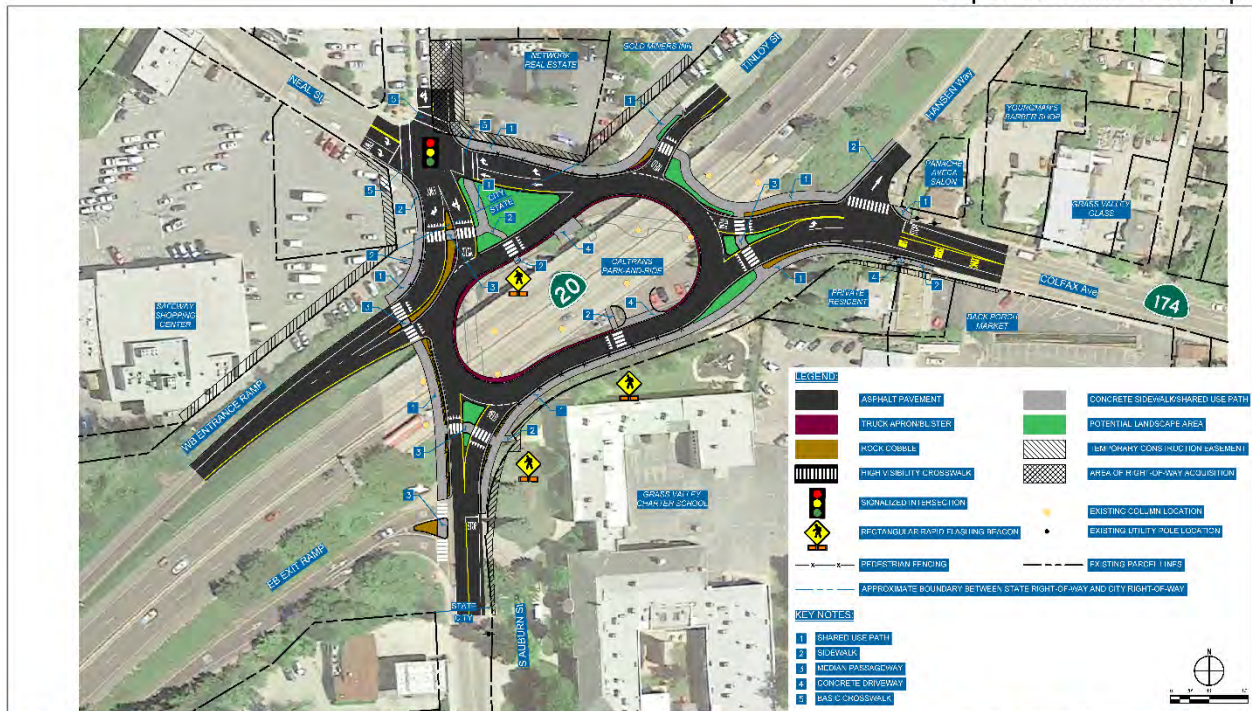 NEAL ST
NETWORK
REAL ESTATE
GOLD MINERS INN
TINLOY ST
HANSEN Way
YOUNGMAN'S
BARBER SHOP
PANACHE
AVEDA
SALON
GRASS VALLEY
GLASS
CITY
STATE
CALTRANS
PARK-AND-RIDE
20
SAFEWAY
SHOPPING
CENTER
PRIVATE
RESIDENT
BACK PORCH
MARKET
COLFAX Ave
174
WB ENTRANCE RAMP
EB EXIT RAMP
GRASS VALLEY
CHARTER SCHOOL
STATE
CITY
S AUBURN St
LEGEND:
ASPHALT PAVEMENT
CONCRETE SIDEWALK/SHARED USE PATH
TRUCK APRON/BLISTER
POTENTIAL LANDSCAPE AREA
ROCK COBBLE
TEMPORARY CONSTRUCTION EASEMENT
HIGH VISIBILITY CROSSWALK
AREA OF RIGHT-OF-WAY ACQUISITION
SIGNALIZED INTERSECTION
EXISTING COLUMN LOCATION
RECTANGULAR RAPID FLASHING BEACON
EXISTING UTILITY POLE LOCATION
PEDESTRIAN FENCING
EXISTING PARCEL LINES
APPROXIMATE BOUNDARY BETWEEN STATE RIGHT-OF-WAY AND CITY RIGHT-OF-WAY
KEY NOTES:
1 SHARED USE PATH
2 SIDEWALK
3 MEDIAN PASSAGEWAY
4 CONCRETE DRIVEWAY
5 BASIC CROSSWALK
N